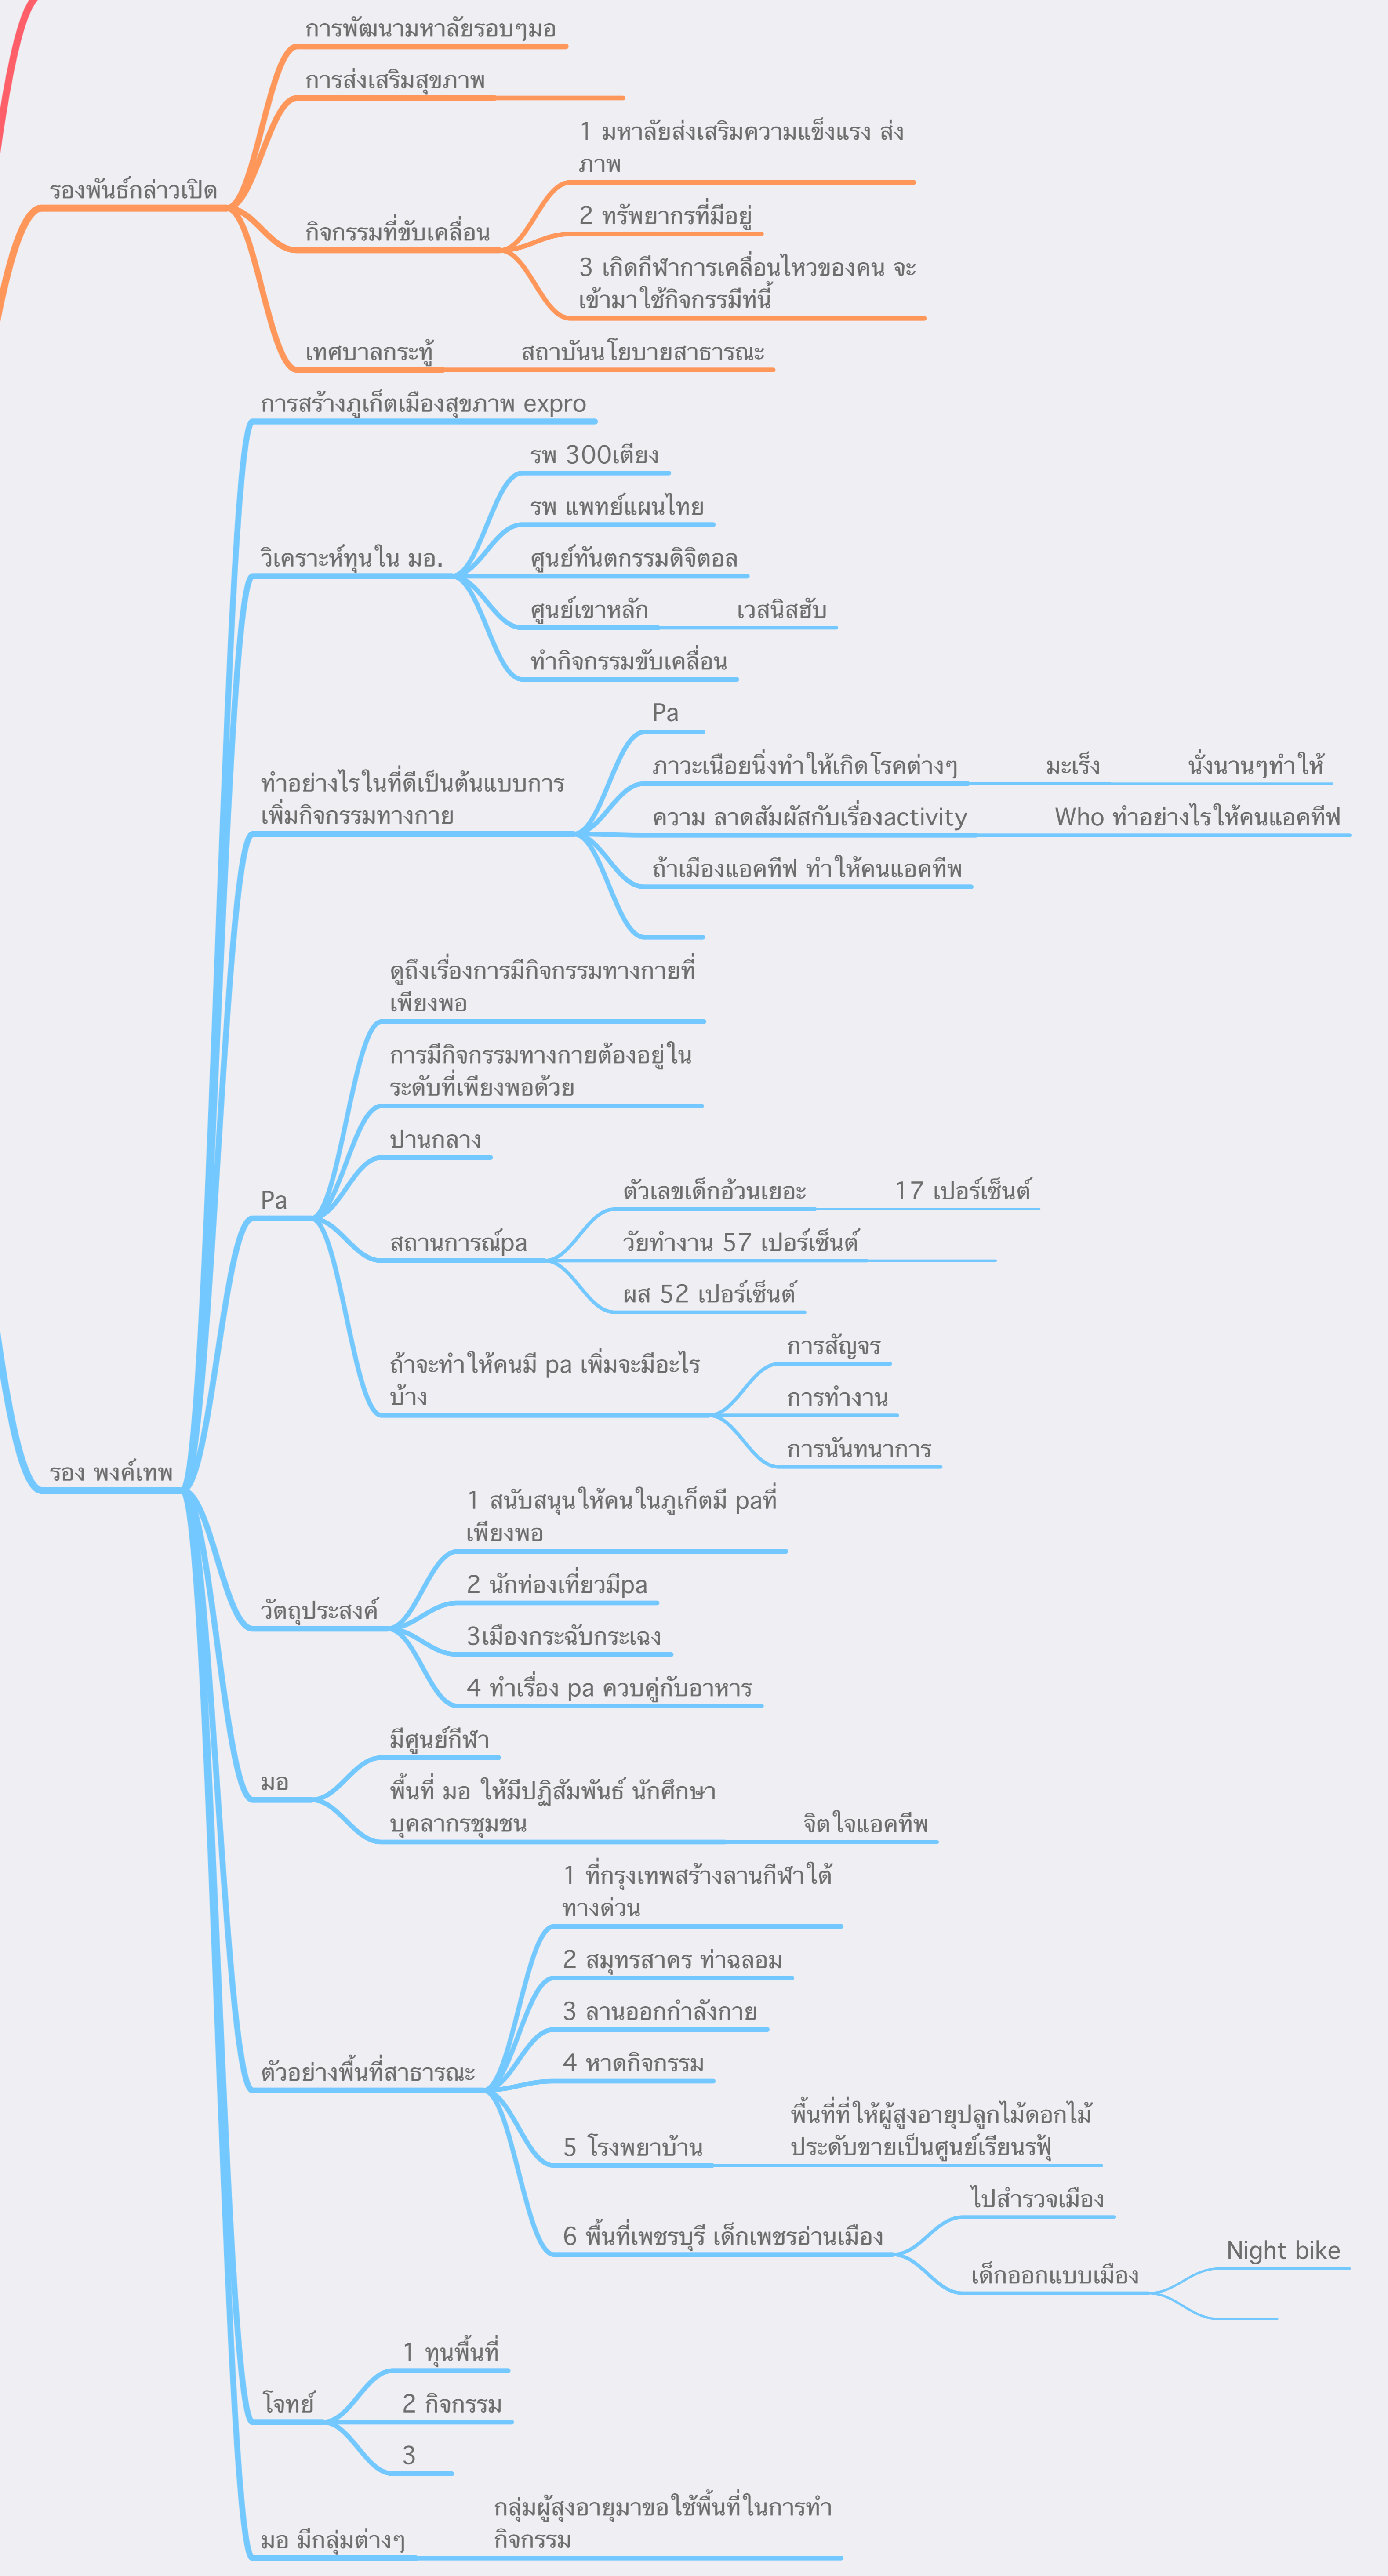 การพัฒนามหาลัยรอบๆมอ
การส่งเสริมสุขภาพ
1 มหาลัยส่งเสริมความแข็งแรง ส่ง
ภาพ
รองพันธ์กล่าวเปิด
2 ทรัพยากรที่มีอยู่
กิจกรรมที่ขับเคลื่อน
3 เกิดกีฬาการเคลื่อนไหวของคน จะ
เข้ามาใช้กิจกรรมีท่นี้
เทศบาลกระทู้
สถาบันนโยบายสาธารณะ
การสร้างภูเก็ตเมืองสุขภาพ expro
รพ 300เตียง
รพ แพทย์แผนไทย
วิเคราะห์ทุนใน มอ.
ศูนย์ทันตกรรมดิจิตอล
ศูนย์เขาหลัก
เวสนิสฮับ
ทำกิจกรรมขับเคลื่อน
Pa
ภาวะเนือยนิ่งทำให้เกิดโรคต่างๆ
มะเร็ง
นั่งนานๆทำให้
ทำอย่างไรในที่ดีเป็นต้นแบบการ
เพิ่มกิจกรรมทางกาย
ความ ลาดสัมผัสกับเรื่องactivity
Who ทำอย่างไรให้คนแอคทีฟ
ถ้าเมืองแอคทีฟ ทำให้คนแอคทีพ
ดูถึงเรื่องการมีกิจกรรมทางกายที่
เพียงพอ
การมีกิจกรรมทางกายต้องอยู่ใน
ระดับที่เพียงพอด้วย
ปานกลาง
Pa
ตัวเลขเด็กอ้วนเยอะ
17 เปอร์เซ็นต์
สถานการณ์pa
วัยทำงาน 57 เปอร์เซ็นต์
ผส 52 เปอร์เซ็นต์
การสัญจร
ถ้าจะทำให้คนมี pa เพิ่มจะมีอะไร
บ้าง
การทำงาน
การนันทนาการ
รอง พงค์เทพ
1 สนับสนุนให้คนในภูเก็ตมี paที่
เพียงพอ
2 นักท่องเที่ยวมีpa
วัตถุประสงค์
3เมืองกระฉับกระเฉง
4 ทำเรื่อง pa ควบคู่กับอาหาร
มีศูนย์กีฬา
มอ
พื้นที่ มอ ให้มีปฏิสัมพันธ์ นักศึกษา
บุคลากรชุมชน
จิตใจแอคทีพ
1 ที่กรุงเทพสร้างลานกีฬาใต้
ทางด่วน
2 สมุทรสาคร ท่าฉลอม
3 ลานออกกำลังกาย
4 หาดกิจกรรม
ตัวอย่างพื้นที่สาธารณะ
5 โรงพยาบ้าน
พื้นที่ที่ให้ผู้สูงอายุปลูกไม้ดอกไม้
ประดับขายเป็นศูนย์เรียนรฟุ้
ไปสำรวจเมือง
6 พื้นที่เพชรบุรี เด็กเพชรอ่านเมือง
Night bike
เด็กออกแบบเมือง
1 ทุนพื้นที่
โจทย์
2 กิจกรรม
3
มอ มีกลุ่มต่างๆ
กลุ่มผู้สุงอายุมาขอใช้พื้นที่ในการทำ
กิจกรรม